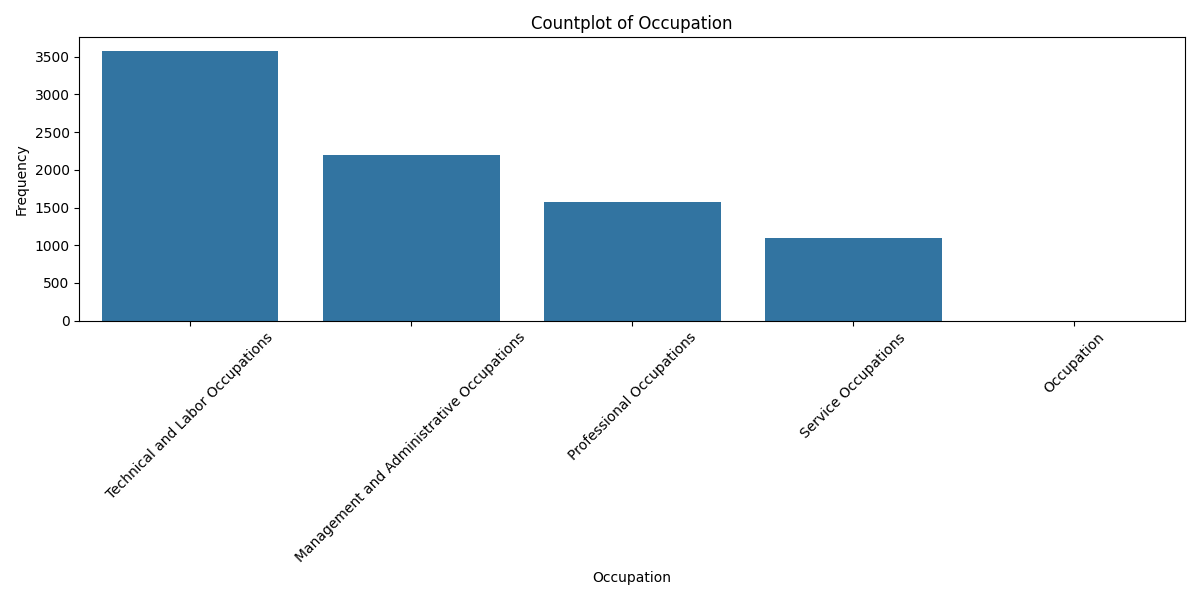 Countplot of Occupation
3500
3000
2500
2000
1500
1000
500
0
Frequency
Technical and Labor Occupations
Management and Administrative Occupations
Professional Occupations
Service Occupations
Occupation
Occupation